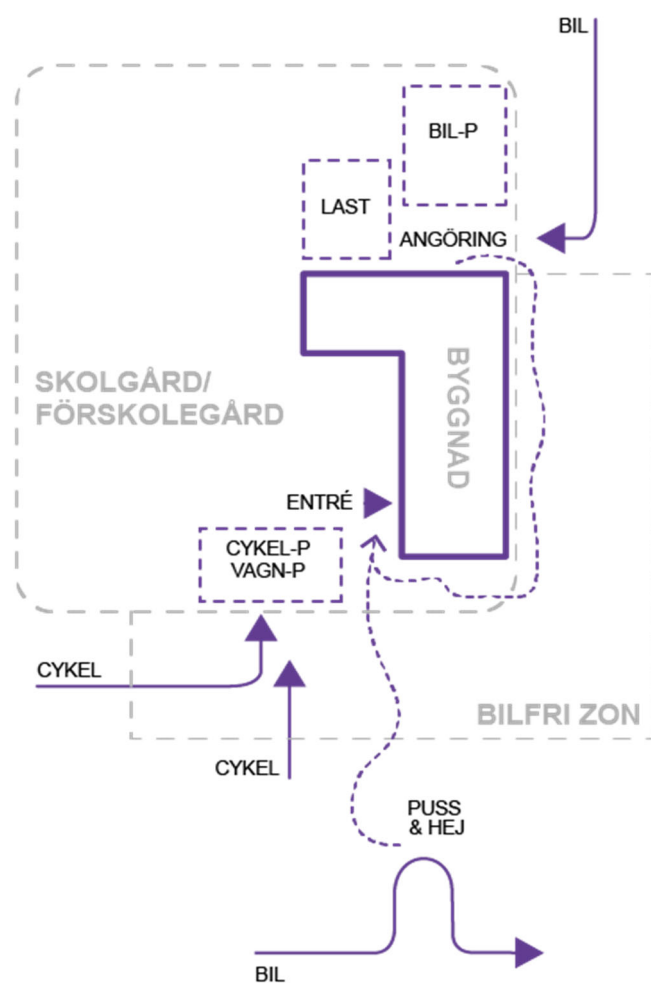 BIL
BIL-P
LAST
ANGÖRING
SKOLGÅRD/
FÖRSKOLEGÅRD
BYGGNAD
ENTRÉ
CYKEL-P
VAGN-P
CYKEL
BILFRI ZON
CYKEL
PUSS
& HEJ
BIL